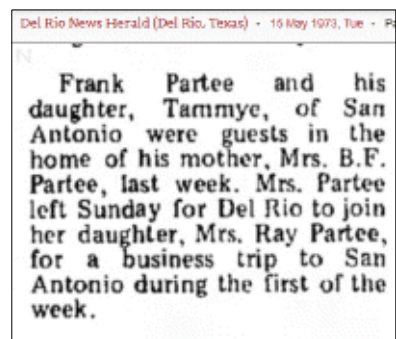 Del Rio News Herald (Del Rio, Texas) · 15 May 1973, Tue ·
Frank Partee and his
daughter, Tammye, of San
Antonio were guests in the
home of his mother, Mrs. B.F.
Partee, last week. Mrs. Partee
left Sunday for Del Rio to join
her daughter, Mrs. Ray Partee,
for a business trip to San
Antonio during the first of the
week.